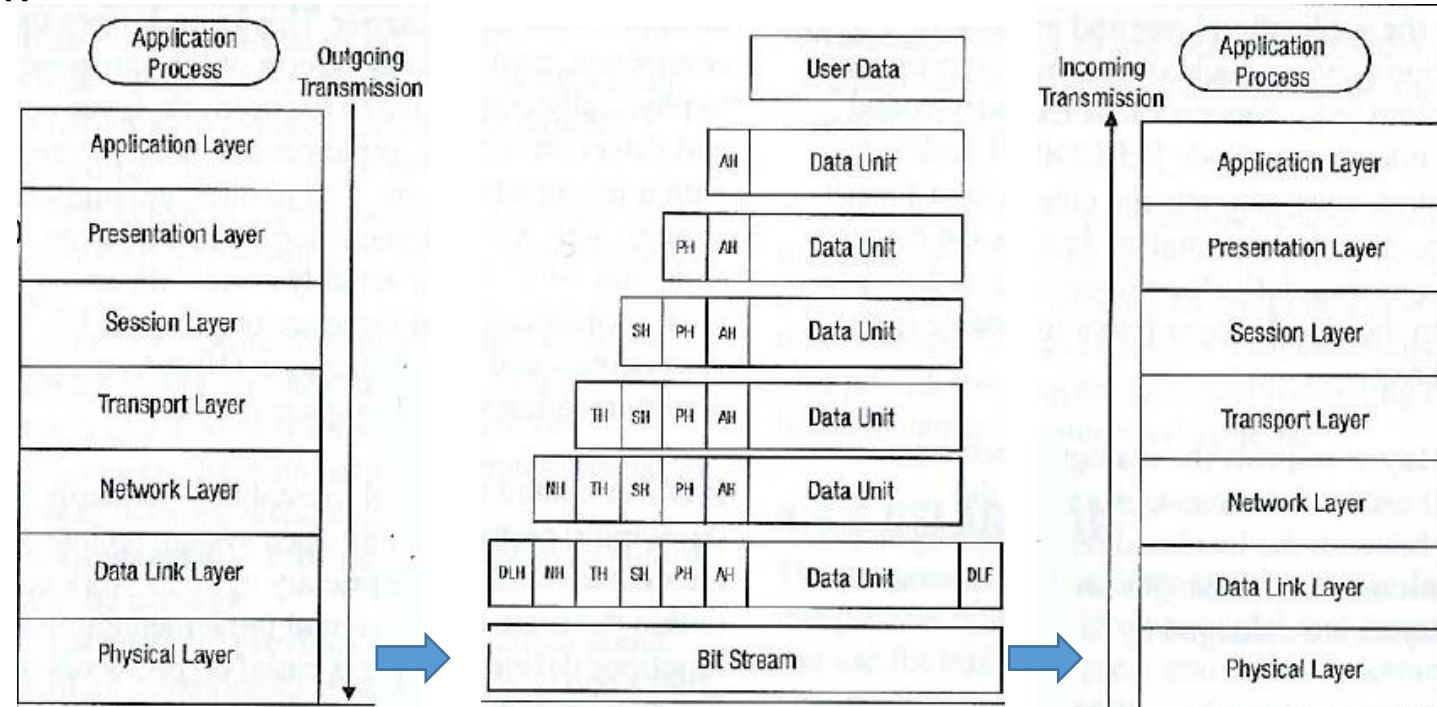 Application
Process
Outgoing
Transmission
Application Layer
Presentation Layer
Session Layer
Transport Layer
Network Layer
Data Link Layer
Physical Layer
User Data
AH Data Unit
PH AH Data Unit
SH PH AH Data Unit
TH SH PH AH Data Unit
NH TH SH PH AH Data Unit
DLH NH TH SH PH AH Data Unit DLF
Bit Stream
Incoming
Transmission
Application
Process
Application Layer
Presentation Layer
Session Layer
Transport Layer
Network Layer
Data Link Layer
Physical Layer